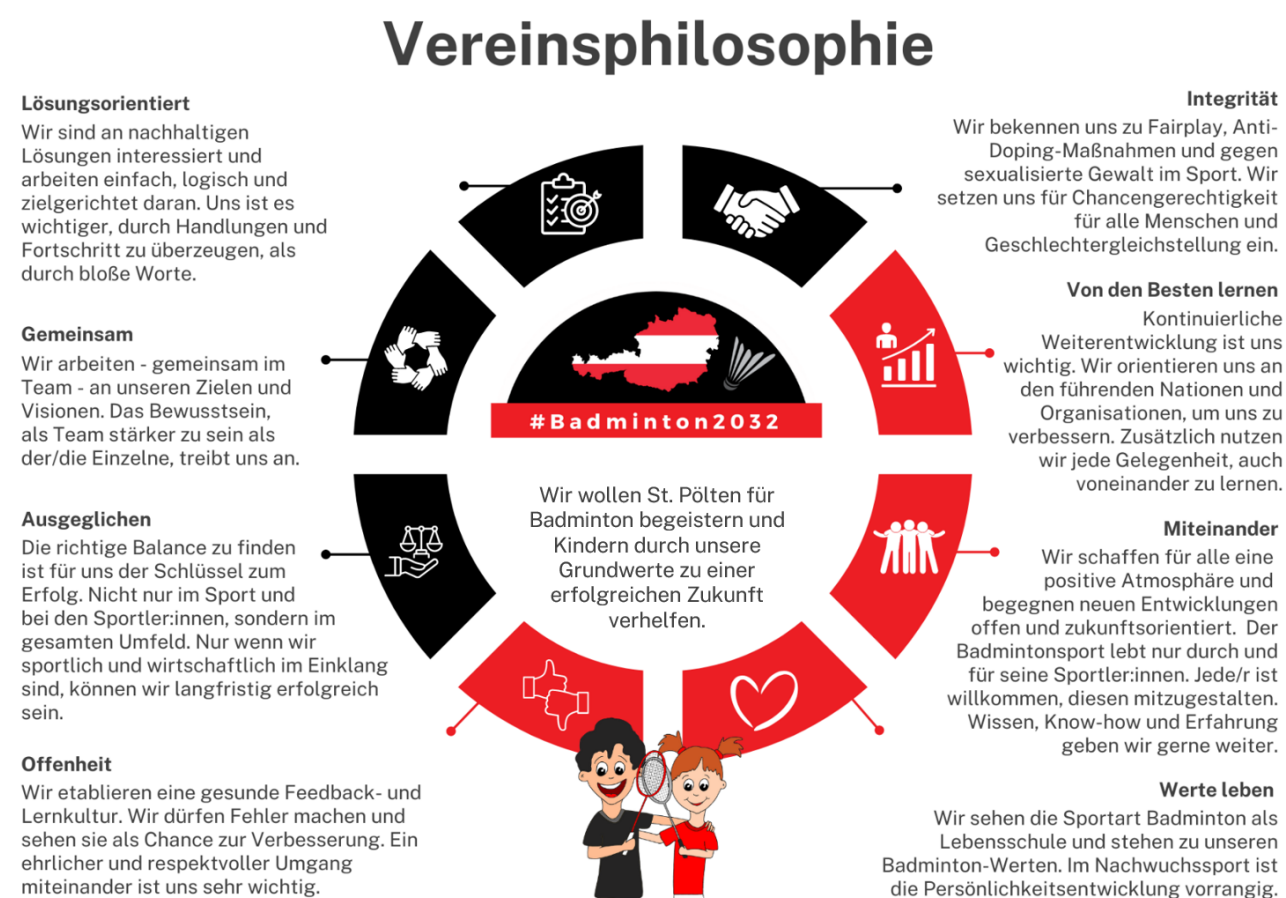 Vereinsphilosophie
Lösungsorientiert
Wir sind an nachhaltigen
Lösungen interessiert und
arbeiten einfach, logisch und
zielgerichtet daran. Uns ist es
wichtiger, durch Handlungen und
Fortschritt zu überzeugen, als
durch bloße Worte.
Gemeinsam
Wir arbeiten - gemeinsam im
Team - an unseren Zielen und
Visionen. Das Bewusstsein,
als Team stärker zu sein als
der/die Einzelne, treibt uns an.
Ausgeglichen
Die richtige Balance zu finden
ist für uns der Schlüssel zum
Erfolg. Nicht nur im Sport und
bei den Sportler:innen, sondern im
gesamten Umfeld. Nur wenn wir
sportlich und wirtschaftlich im Einklang
sind, können wir langfristig erfolgreich
sein.
Offenheit
Wir etablieren eine gesunde Feedback- und
Lernkultur. Wir dürfen Fehler machen und
sehen sie als Chance zur Verbesserung. Ein
ehrlicher und respektvoller Umgang
miteinander ist uns sehr wichtig.
#Badminton2032
Wir wollen St. Pölten für
Badminton begeistern und
Kindern durch unsere
Grundwerte zu einer
erfolgreichen Zukunft
verhelfen.
Integrität
Wir bekennen uns zu Fairplay, Anti-
Doping-Maßnahmen und gegen
sexualisierte Gewalt im Sport. Wir
setzen uns für Chancengerechtigkeit
für alle Menschen und
Geschlechtergleichstellung ein.
Von den Besten lernen
Kontinuierliche
Weiterentwicklung ist uns
wichtig. Wir orientieren uns an
den führenden Nationen und
Organisationen, um uns zu
verbessern. Zusätzlich nutzen
wir jede Gelegenheit, auch
voneinander zu lernen.
Miteinander
Wir schaffen für alle eine
positive Atmosphäre und
begegnen neuen Entwicklungen
offen und zukunftsorientiert. Der
Badmintonsport lebt nur durch und
für seine Sportler:innen. Jede/r ist
willkommen, diesen mitzugestalten.
Wissen, Know-how und Erfahrung
geben wir gerne weiter.
Werte leben
Wir sehen die Sportart Badminton als
Lebensschule und stehen zu unseren
Badminton-Werten. Im Nachwuchssport ist
die Persönlichkeitsentwicklung vorrangig.